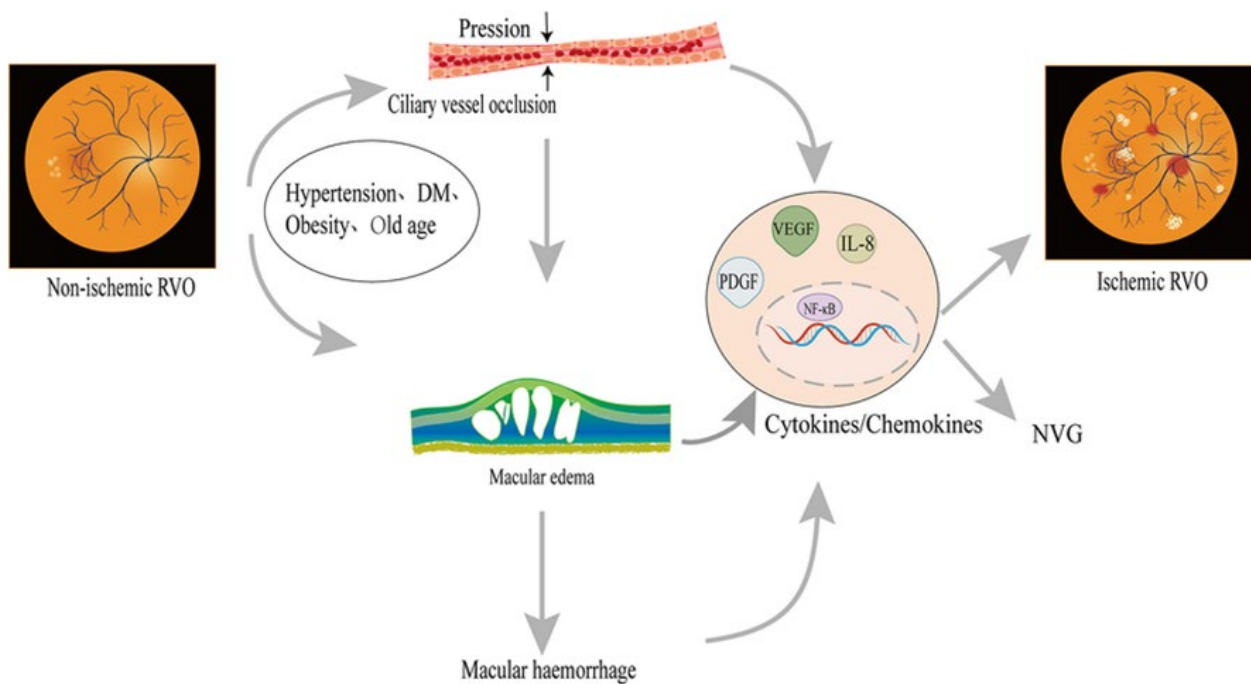 Pression
Ciliary vessel occlusion
Hypertension、DM、
Obesity、Old age
Non-ischemic RVO
VEGF
IL-8
PDGF
NF-κB
Cytokines/Chemokines
Ischemic RVO
NVG
Macular edema
Macular haemorrhage